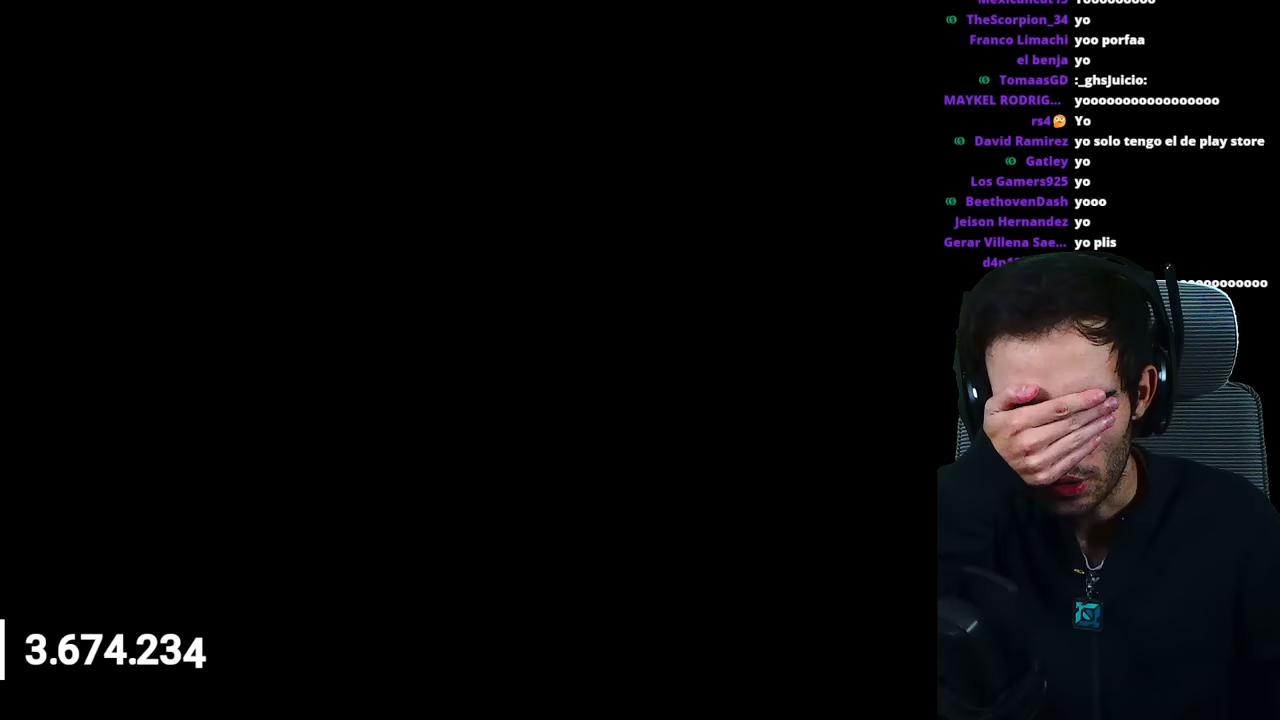 TheScorpion_34 yo
Franco Limachi yoo porfaa
el benja yo
TomaasGD :_ghsJuicio:
MAYKEL RODRIG... yooooooooooooooooo
rs4 Yo
David Ramirez yo solo tengo el de play store
Gatley yo
Los Gamers925 yo
BeethovenDash yooo
Jeison Hernandez yo
Gerar Villena Sae... yo plis
3.674.234